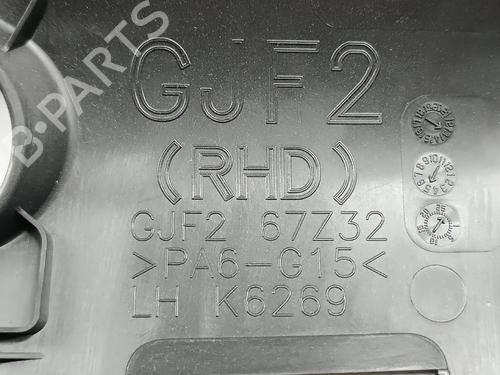 B-PARTS
GJF2
(RHD)
GJF2 67Z32
>PA6-G15<
LH K6269